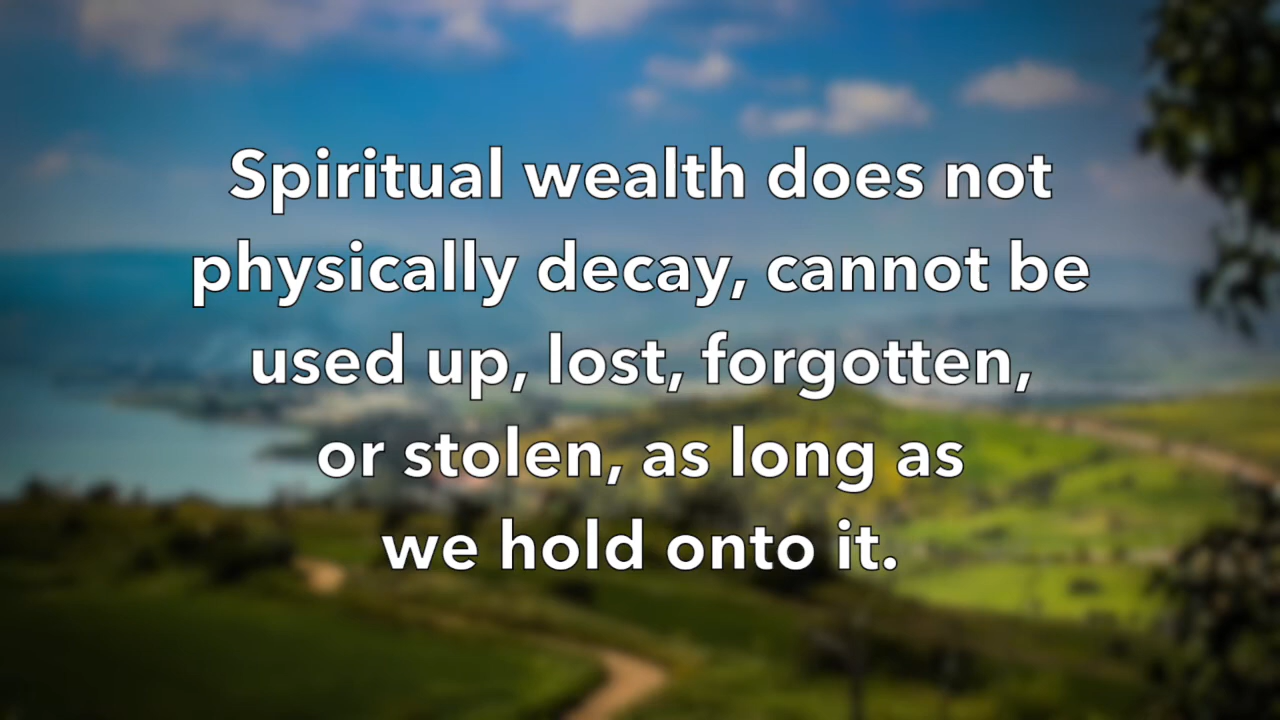 Spiritual wealth does not
physically decay, cannot be
used up, lost, forgotten,
or stolen, as long as
we hold onto it.